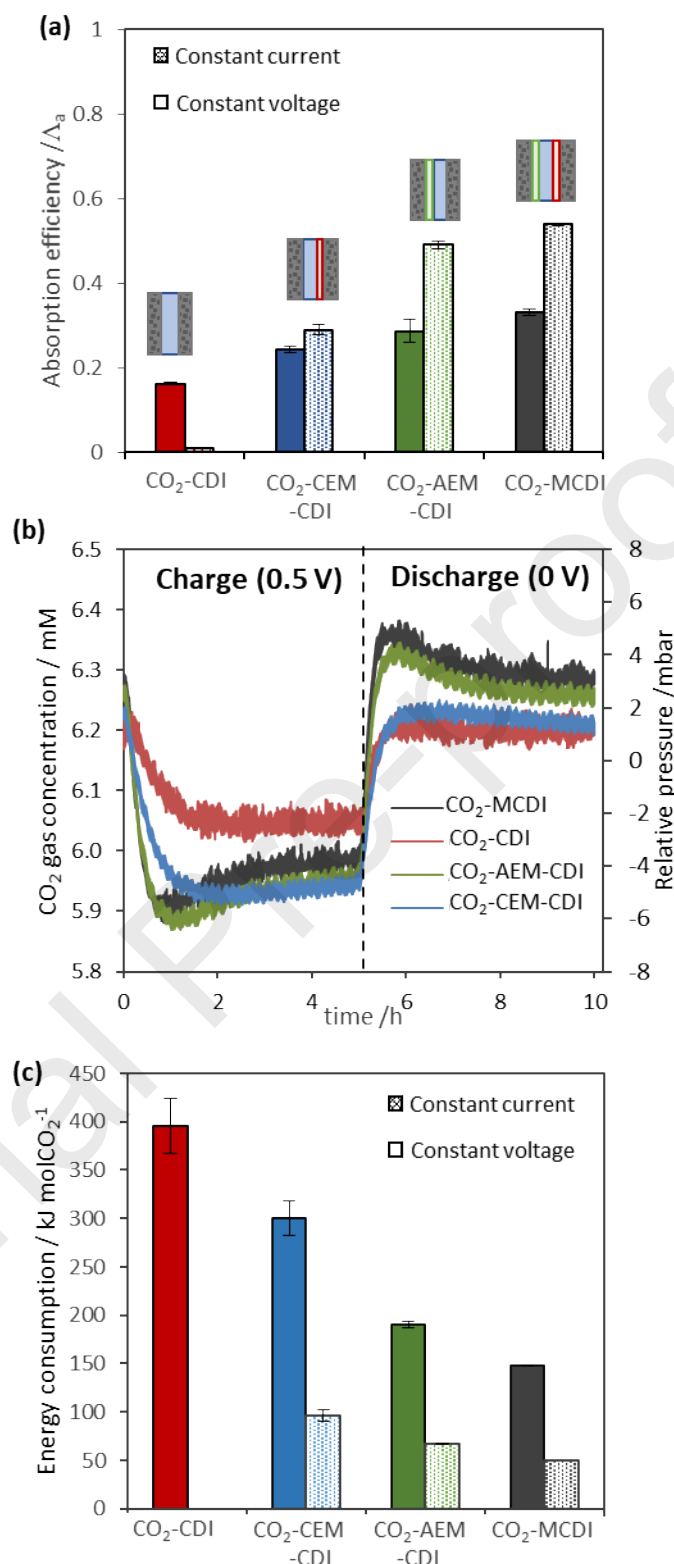 (a)
1
0.8
0.6
0.4
0.2
0
Absorption efficiency /Λa
Constant current
Constant voltage
CO2-CDI
CO2-CEM
-CDI
CO2-AEM
-CDI
CO2-MCDI
(b)
6.5
6.4
6.3
6.2
6.1
6.0
5.9
5.8
CO2 gas concentration / mM
Charge (0.5 V)
Discharge (0 V)
8
6
4
2
0
-2
-4
-6
-8
Relative pressure /mbar
CO2-MCDI
CO2-CDI
CO2-AEM-CDI
CO2-CEM-CDI
0
2
4
6
8
10
time /h
(c)
450
400
350
300
250
200
150
100
50
0
Energy consumption / kJ molCO2-1
Constant current
Constant voltage
CO2-CDI
CO2-CEM
-CDI
CO2-AEM
-CDI
CO2-MCDI
nal Pre-proof